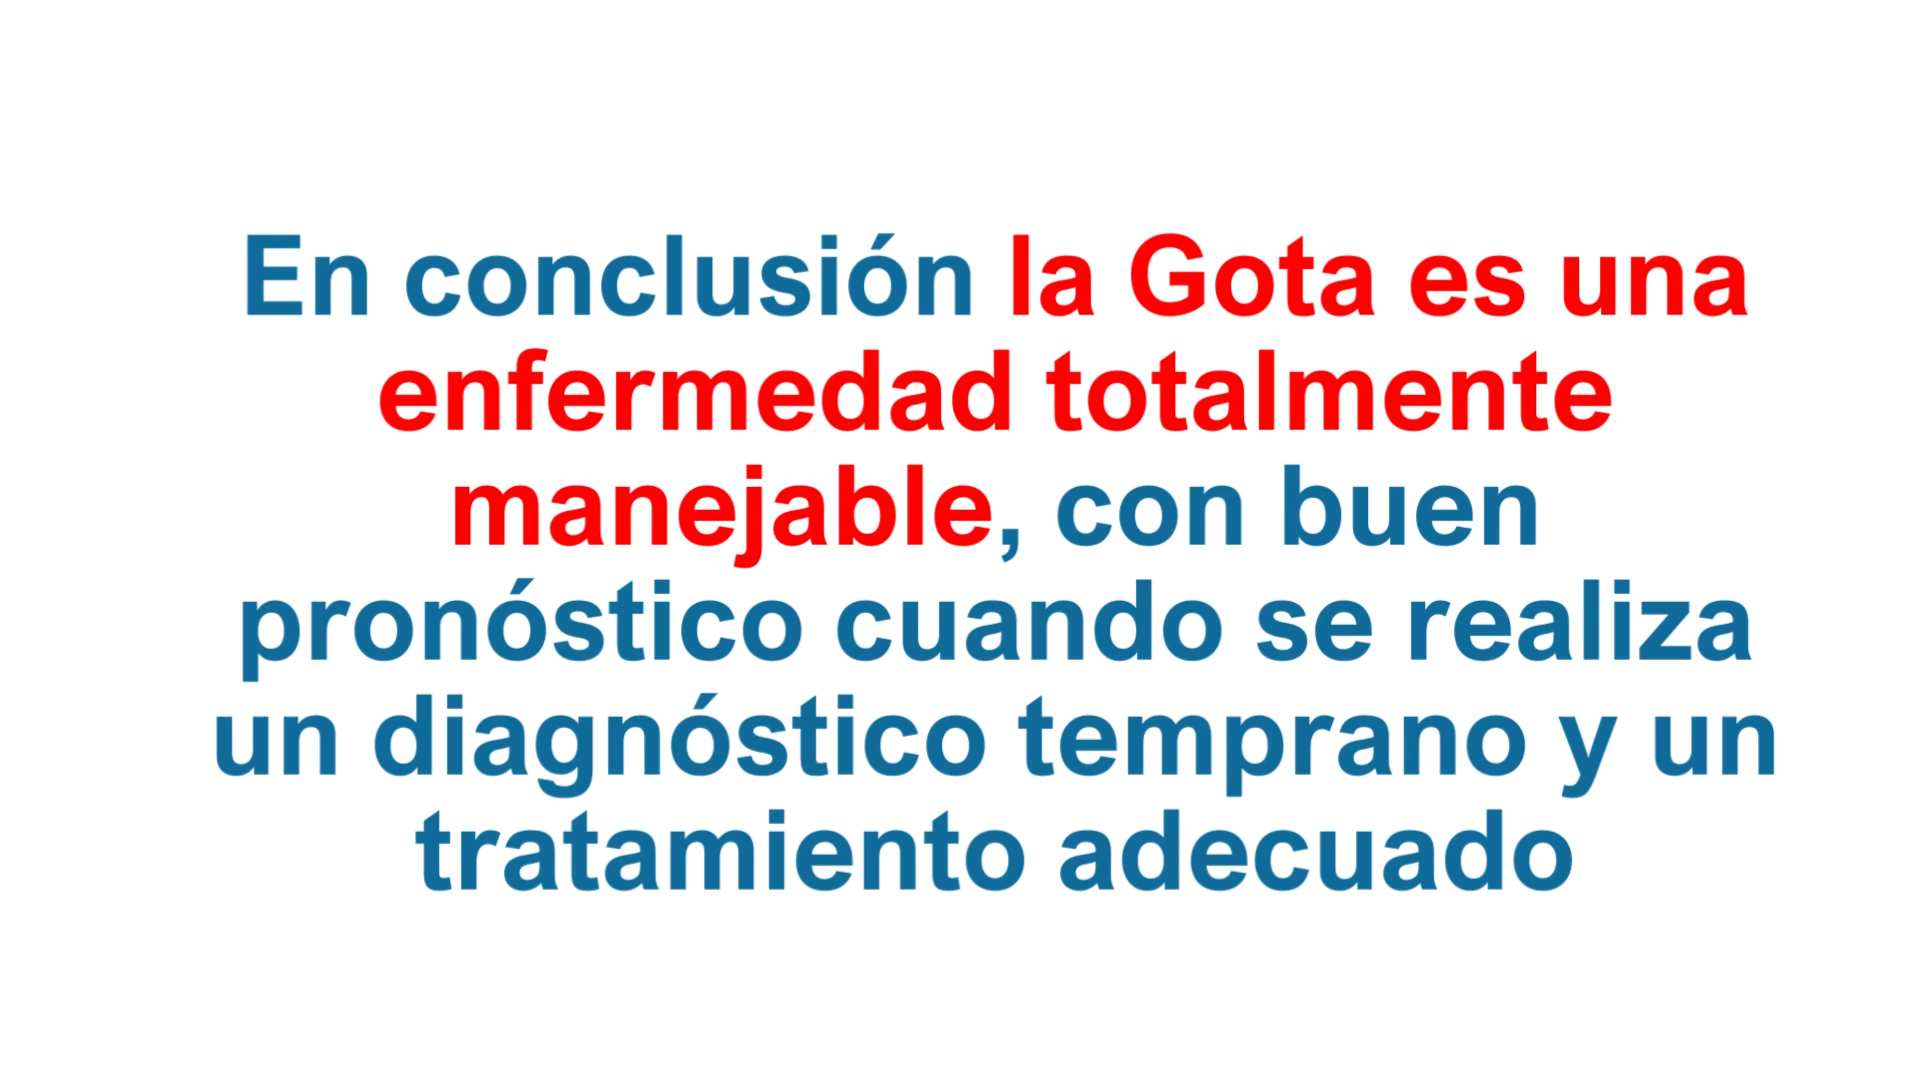 En conclusión la Gota es una
enfermedad totalmente
manejable, con buen
pronóstico cuando se realiza
un diagnóstico temprano y un
tratamiento adecuado